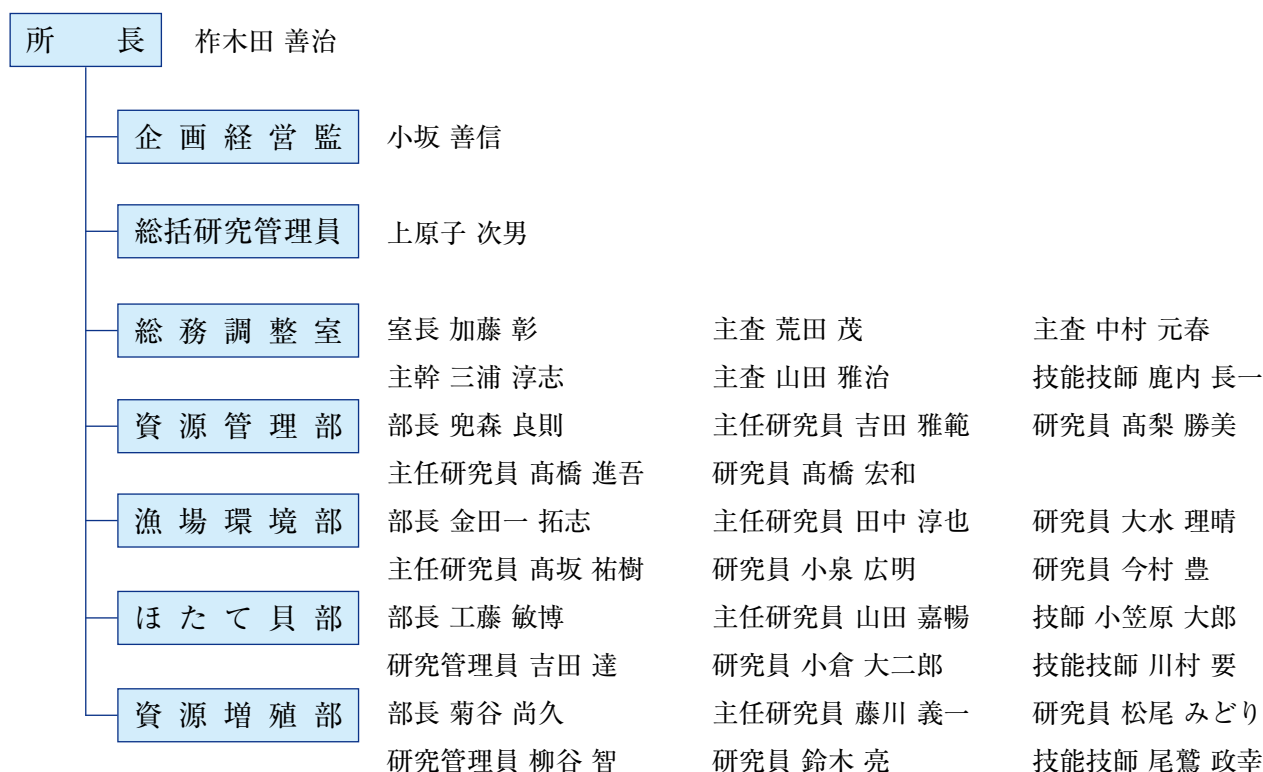 所長 柞木田 善治
企画経営監 小坂 善信
総括研究管理員 上原子 次男
総務調整室 室長 加藤 彰 主査 荒田 茂 主査 中村 元春
主幹 三浦 淳志 主査 山田 雅治 技能技師 鹿内 長一
資源管理部 部長 兜森 良則 主任研究員 吉田 雅範 研究員 髙梨 勝美
主任研究員 髙橋 進吾 研究員 髙橋 宏和
漁場環境部 部長 金田一 拓志 主任研究員 田中 淳也 研究員 大水 理晴
主任研究員 髙坂 祐樹 研究員 小泉 広明 研究員 今村 豊
ほたて貝部 部長 工藤 敏博 主任研究員 山田 嘉暢 技師 小笠原 大郎
研究管理員 吉田 達 研究員 小倉 大二郎 技能技師 川村 要
資源増殖部 部長 菊谷 尚久 主任研究員 藤川 義一 研究員 松尾 みどり
研究管理員 柳谷 智 研究員 鈴木 亮 技能技師 尾鷲 政幸